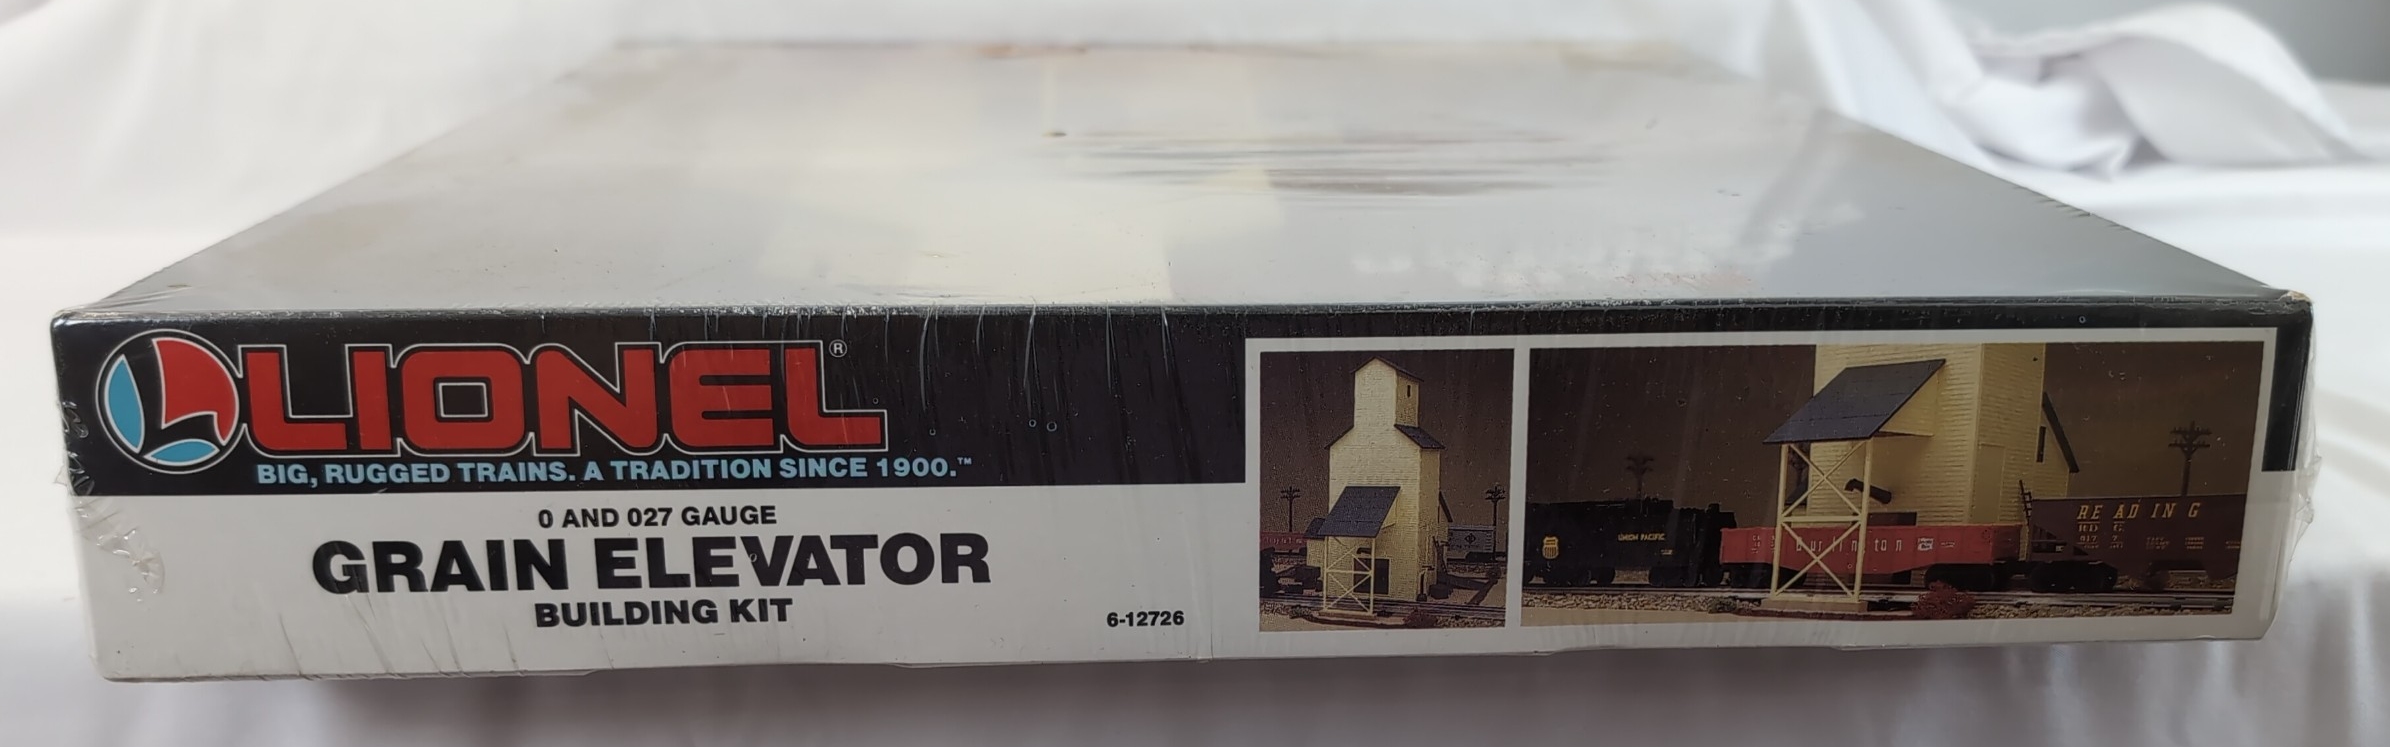 LIONEL®
BIG, RUGGED TRAINS. A TRADITION SINCE 1900.™
0 AND 027 GAUGE
GRAIN ELEVATOR
BUILDING KIT
6-12726
UNION PACIFIC
Burlington
READING